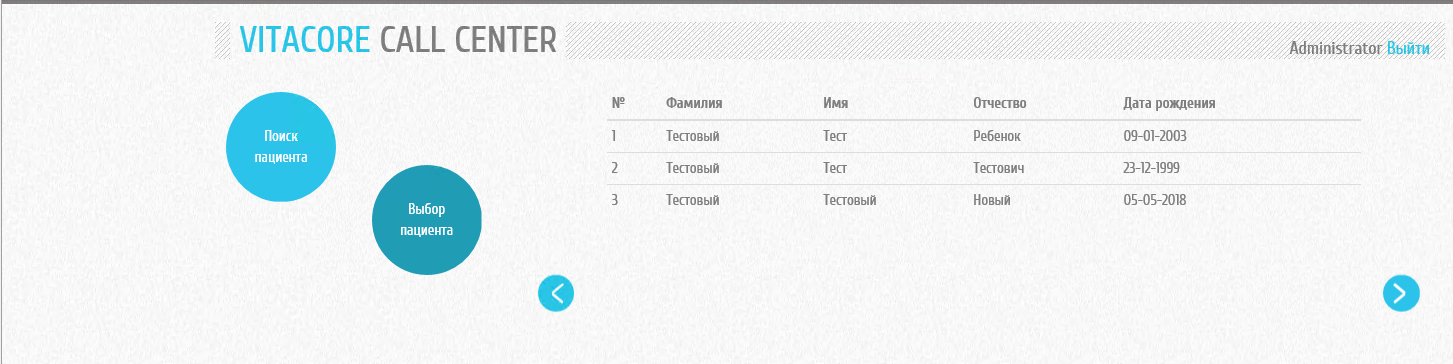 VITACORE CALL CENTER
Administrator Выйти
Поиск
пациента
Выбор
пациента
№ Фамилия Имя Отчество Дата рождения
1 Тестовый Тест Ребенок 09-01-2003
2 Тестовый Тест Тестович 23-12-1999
3 Тестовый Тестовый Новый 05-05-2018